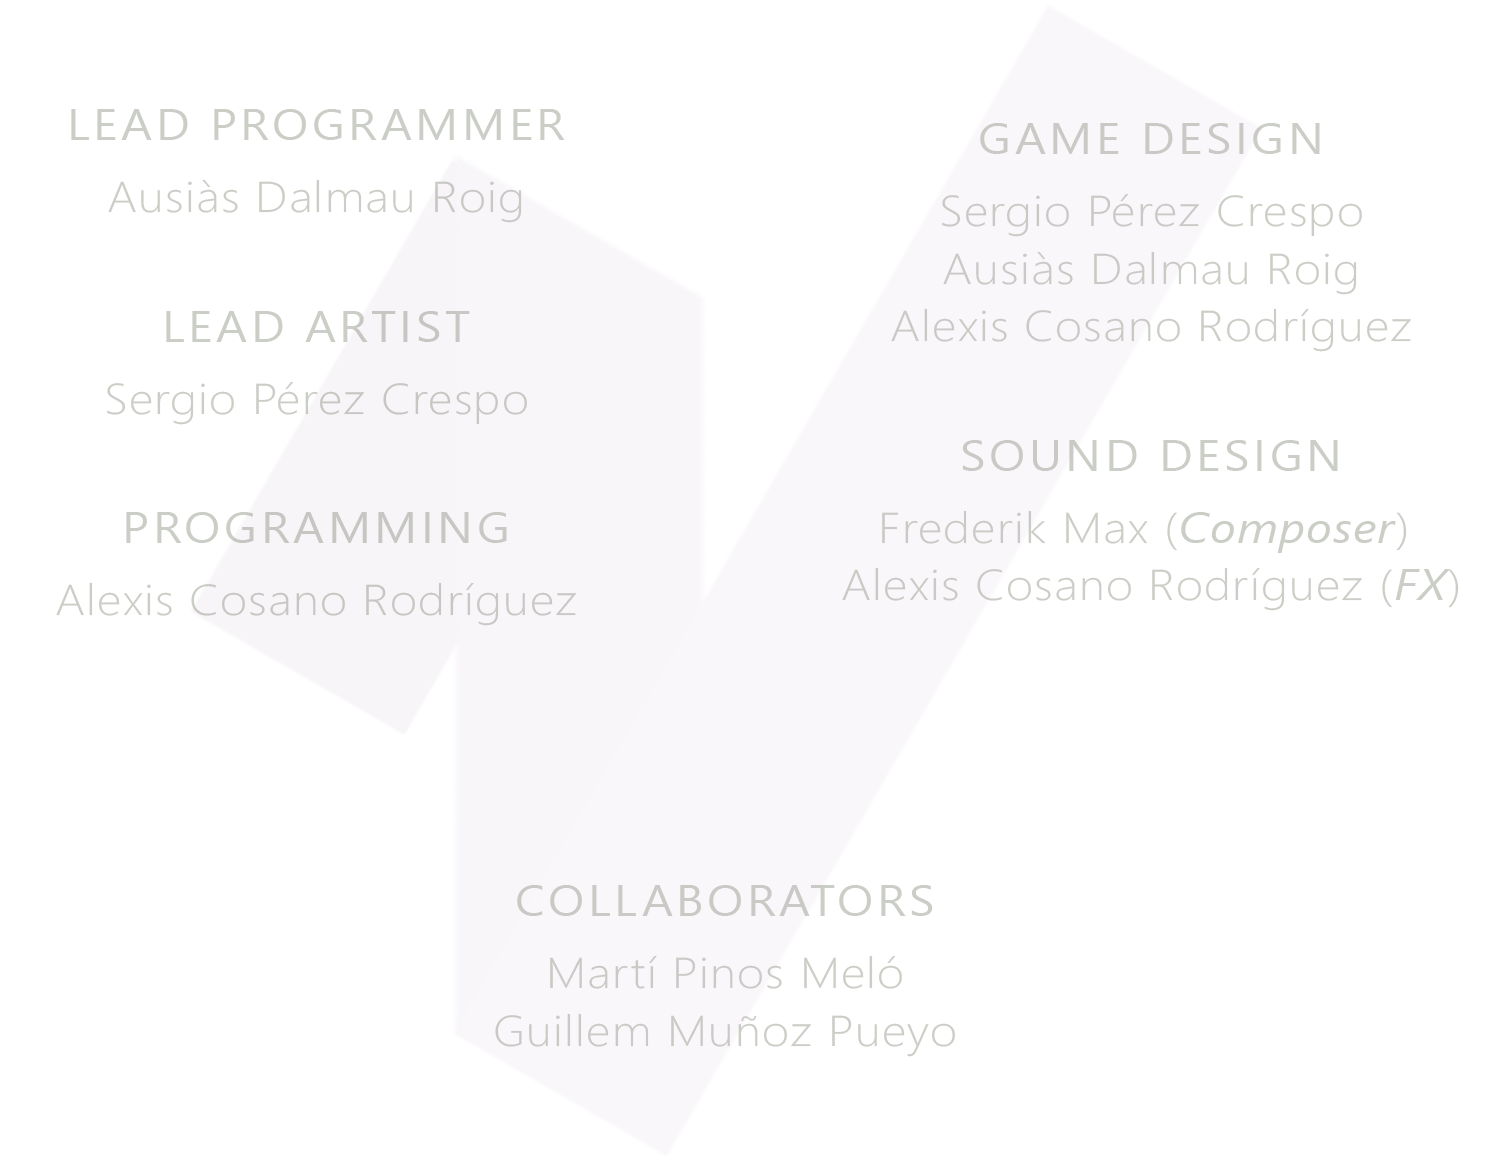 LEAD PROGRAMMER
Ausiàs Dalmau Roig
LEAD ARTIST
Sergio Pérez Crespo
PROGRAMMING
Alexis Cosano Rodríguez
GAME DESIGN
Sergio Pérez Crespo
Ausiàs Dalmau Roig
Alexis Cosano Rodríguez
SOUND DESIGN
Frederik Max (Composer)
Alexis Cosano Rodríguez (FX)
COLLABORATORS
Martí Pinos Meló
Guillem Muñoz Pueyo